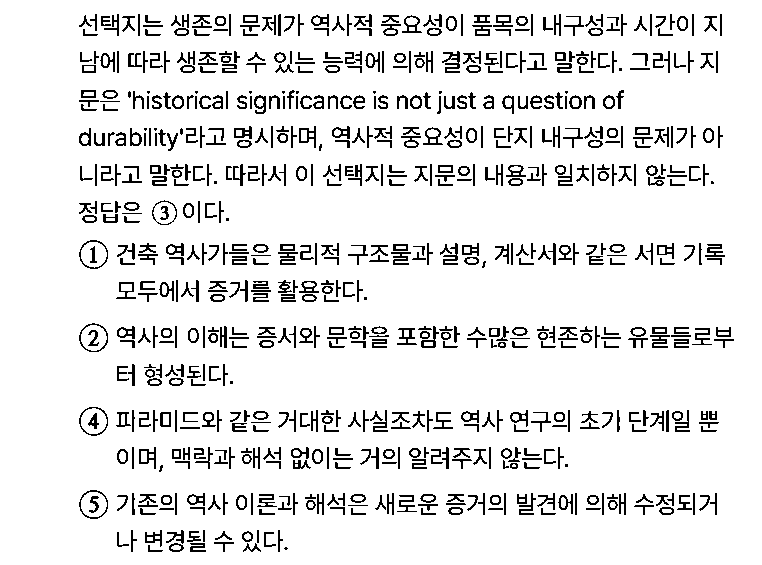 선택지는 생존의 문제가 역사적 중요성이 품목의 내구성과 시간이 지
남에 따라 생존할 수 있는 능력에 의해 결정된다고 말한다. 그러나 지
문은 'historical significance is not just a question of
durability'라고 명시하며, 역사적 중요성이 단지 내구성의 문제가 아
니라고 말한다. 따라서 이 선택지는 지문의 내용과 일치하지 않는다.
정답은 ③이다.
① 건축 역사가들은 물리적 구조물과 설명, 계산서와 같은 서면 기록
모두에서 증거를 활용한다.
② 역사의 이해는 증서와 문학을 포함한 수많은 현존하는 유물들로부
터 형성된다.
④ 파라미드와 같은 거대한 사실조차도 역사 연구의 초기 단계일 뿐
이며, 맥락과 해석 없이는 거의 알려주지 않는다.
⑤ 기존의 역사 이론과 해석은 새로운 증거의 발견에 의해 수정되거
나 변경될 수 있다.